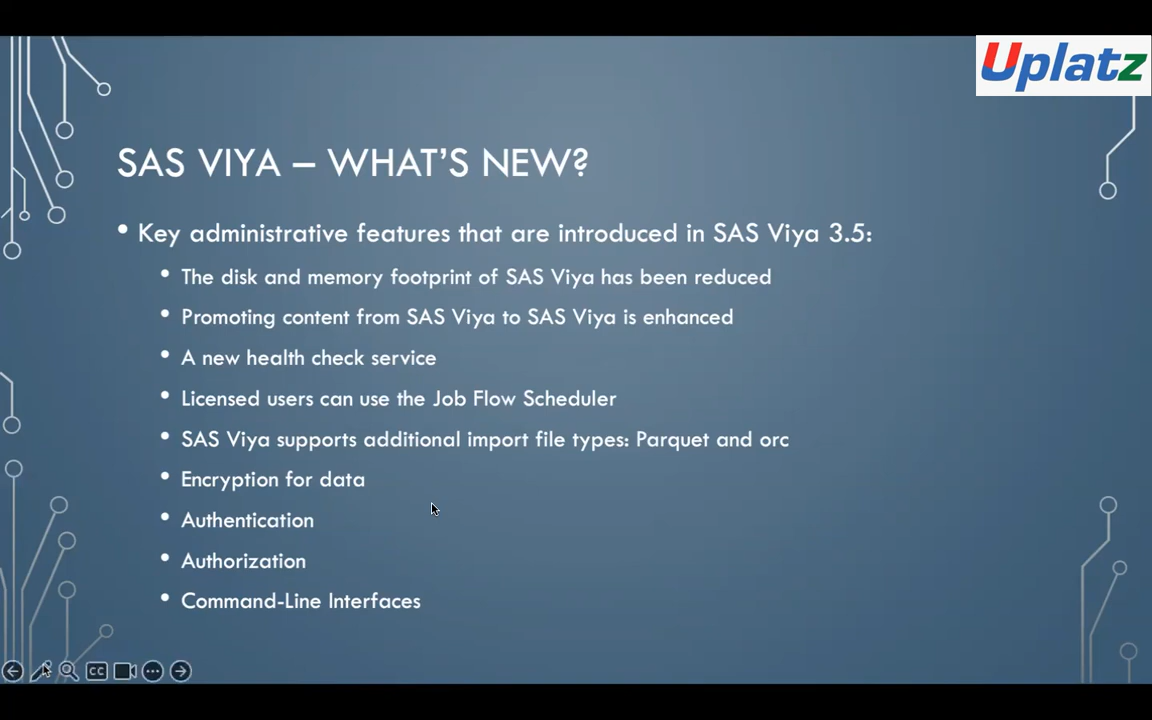 Uplatz
SAS VIYA – WHAT'S NEW?
• Key administrative features that are introduced in SAS Viya 3.5:
• The disk and memory footprint of SAS Viya has been reduced
• Promoting content from SAS Viya to SAS Viya is enhanced
• A new health check service
• Licensed users can use the Job Flow Scheduler
• SAS Viya supports additional import file types: Parquet and orc
• Encryption for data
• Authentication
• Authorization
• Command-Line Interfaces
CC